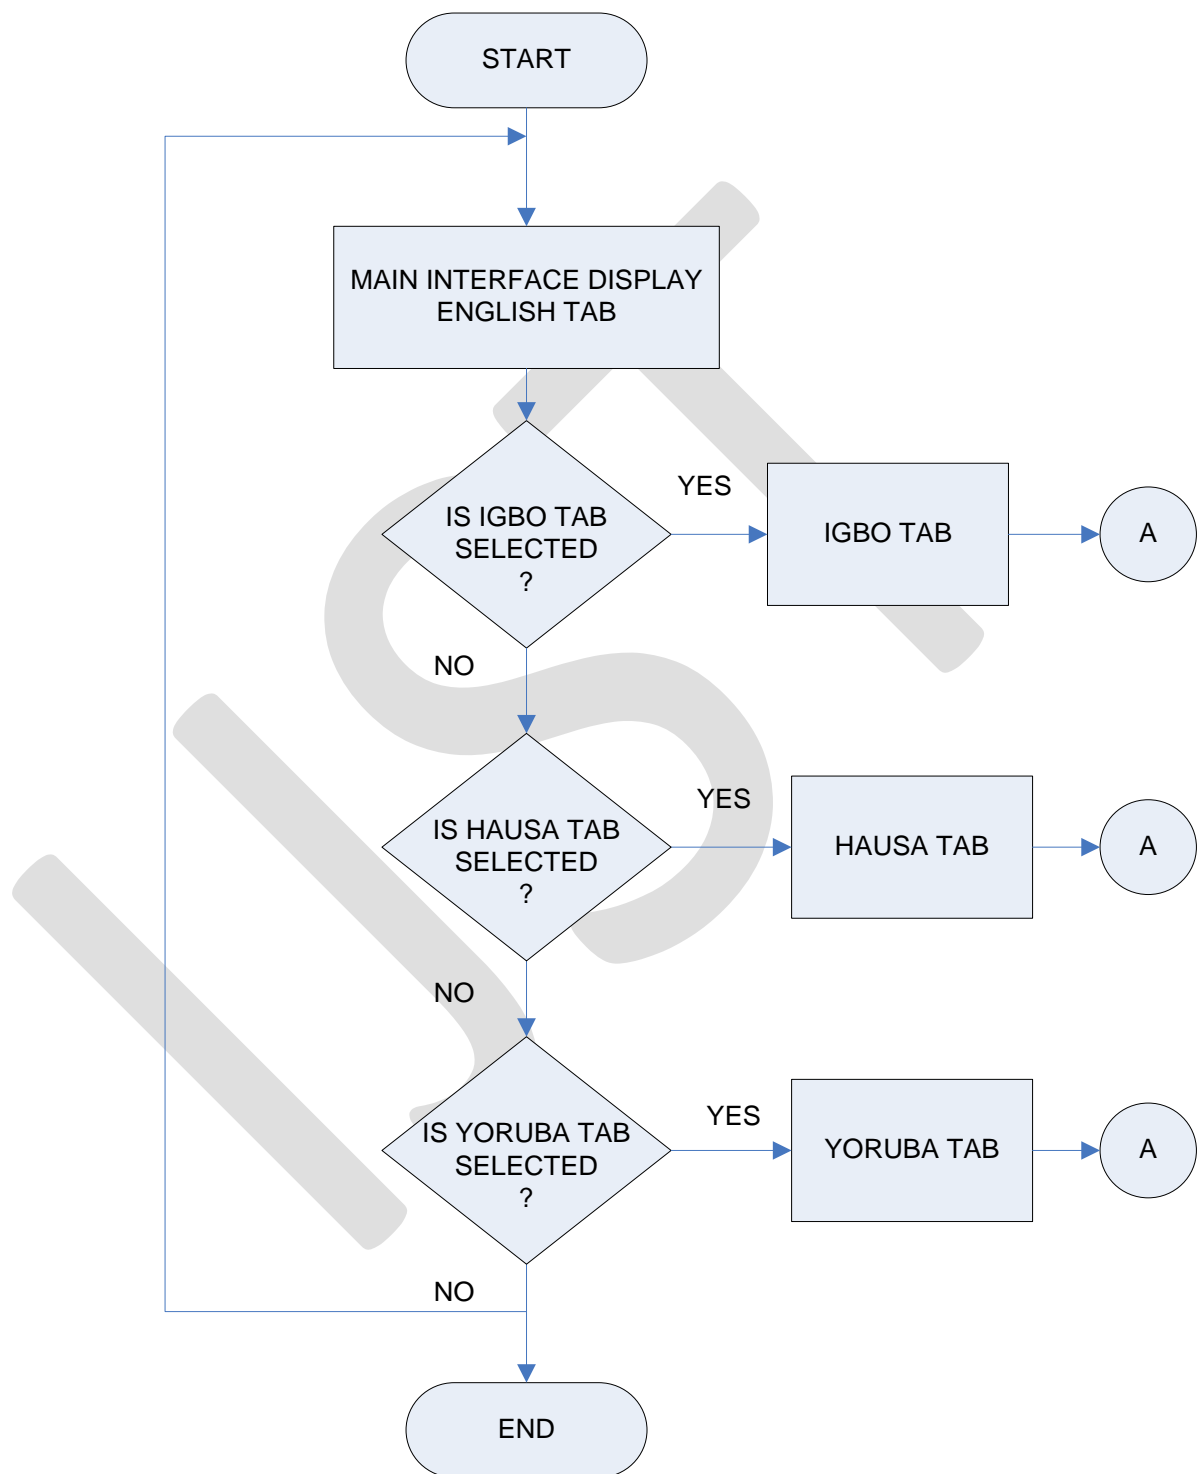 START
MAIN INTERFACE DISPLAY
ENGLISH TAB
IS IGBO TAB
SELECTED
?
YES
IGBO TAB
A
NO
IS HAUSA TAB
SELECTED
?
YES
HAUSA TAB
A
NO
IS YORUBA TAB
SELECTED
?
YES
YORUBA TAB
A
NO
END